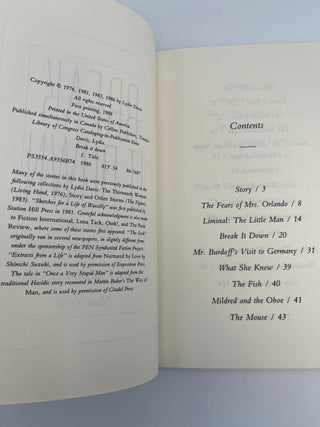 Copyright © 1976, 1981, 1983, 1986 by Lydia Davis
All rights reserved
First printing, 1986
Printed in the United States of America
Published simultaneously in Canada by Collins Publishers, Toronto
Library of Congress Cataloging-in-Publication Data
Davis, Lydia.
Break it down
I. Title.
PS3554.A9356B74 1986 813'.54 86-7687
Many of the stories in this book were previously published in the
following collections by Lydia Davis: The Thirteenth Woman
(Living Hand, 1976); Story and Other Stories (The Figures,
1983). "Sketches for a Life of Wassilly" was first published by
Station Hill Press in 1981. Grateful acknowledgment is also made
to Fiction International, Luna Tack, Oink!, and The Paris
Review, where some of these stories first appeared. "The Sock"
originally ran in several newspapers, in slightly different form,
under the sponsorship of the PEN Syndicated Fiction Project.
"Extracts from a Life" is adapted from Nurtured by Love by
Shinichi Suzuki, and is used by permission of Exposition Press
The tale in "Once a Very Stupid Man" is adapted from the
traditional Hasidic story recounted in Martin Buber's The Way of
Man, and is used by permission of Citadel Press
Contents
Story / 3
The Fears of Mrs. Orlando / 8
Liminal: The Little Man / 14
Break It Down / 20
Mr. Burdoff's Visit to Germany / 31
What She Knew / 39
The Fish / 40
Mildred and the Oboe / 41
The Mouse / 43